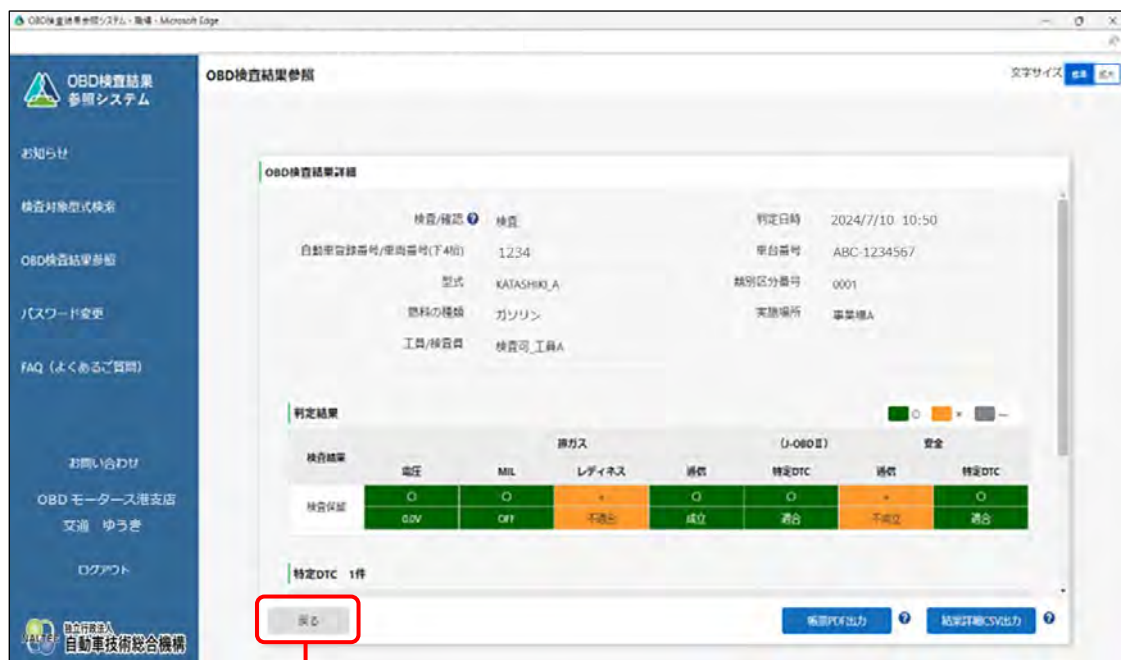 OBD検査結果参照システム - 職場 - Microsoft Edge
OBD検査結果
参照システム
OBD検査結果参照
文字サイズ 標準 拡大
お知らせ
検査対象型式検索
OBD検査結果参照
パスワード変更
FAQ（よくあるご質問）
お問い合わせ
OBD モータース港支店
交通 ゆうき
ログアウト
NALTEC 独立行政法人
自動車技術総合機構
OBD検査結果詳細
検査/確認 ? 検査 判定日時 2024/7/10 10:50
自動車登録番号/車両番号(下4桁) 1234 車台番号 ABC-1234567
型式 KATASHIKI_A 類別区分番号 0001
燃料の種類 ガソリン 実施場所 事業場A
工員/検査員 検査可_工員A
判定結果 ○ × ―
検査結果 排ガス (J-OBDⅡ) 安全
電圧 MIL レディネス 通信 特定DTC 通信 特定DTC
検査保留 ○ ○ × ○ ○ × ○
0.0V OFF 不適合 成立 適合 不成立 適合
特定DTC 1件
戻る 帳票PDF出力 ? 結果詳細CSV出力 ?